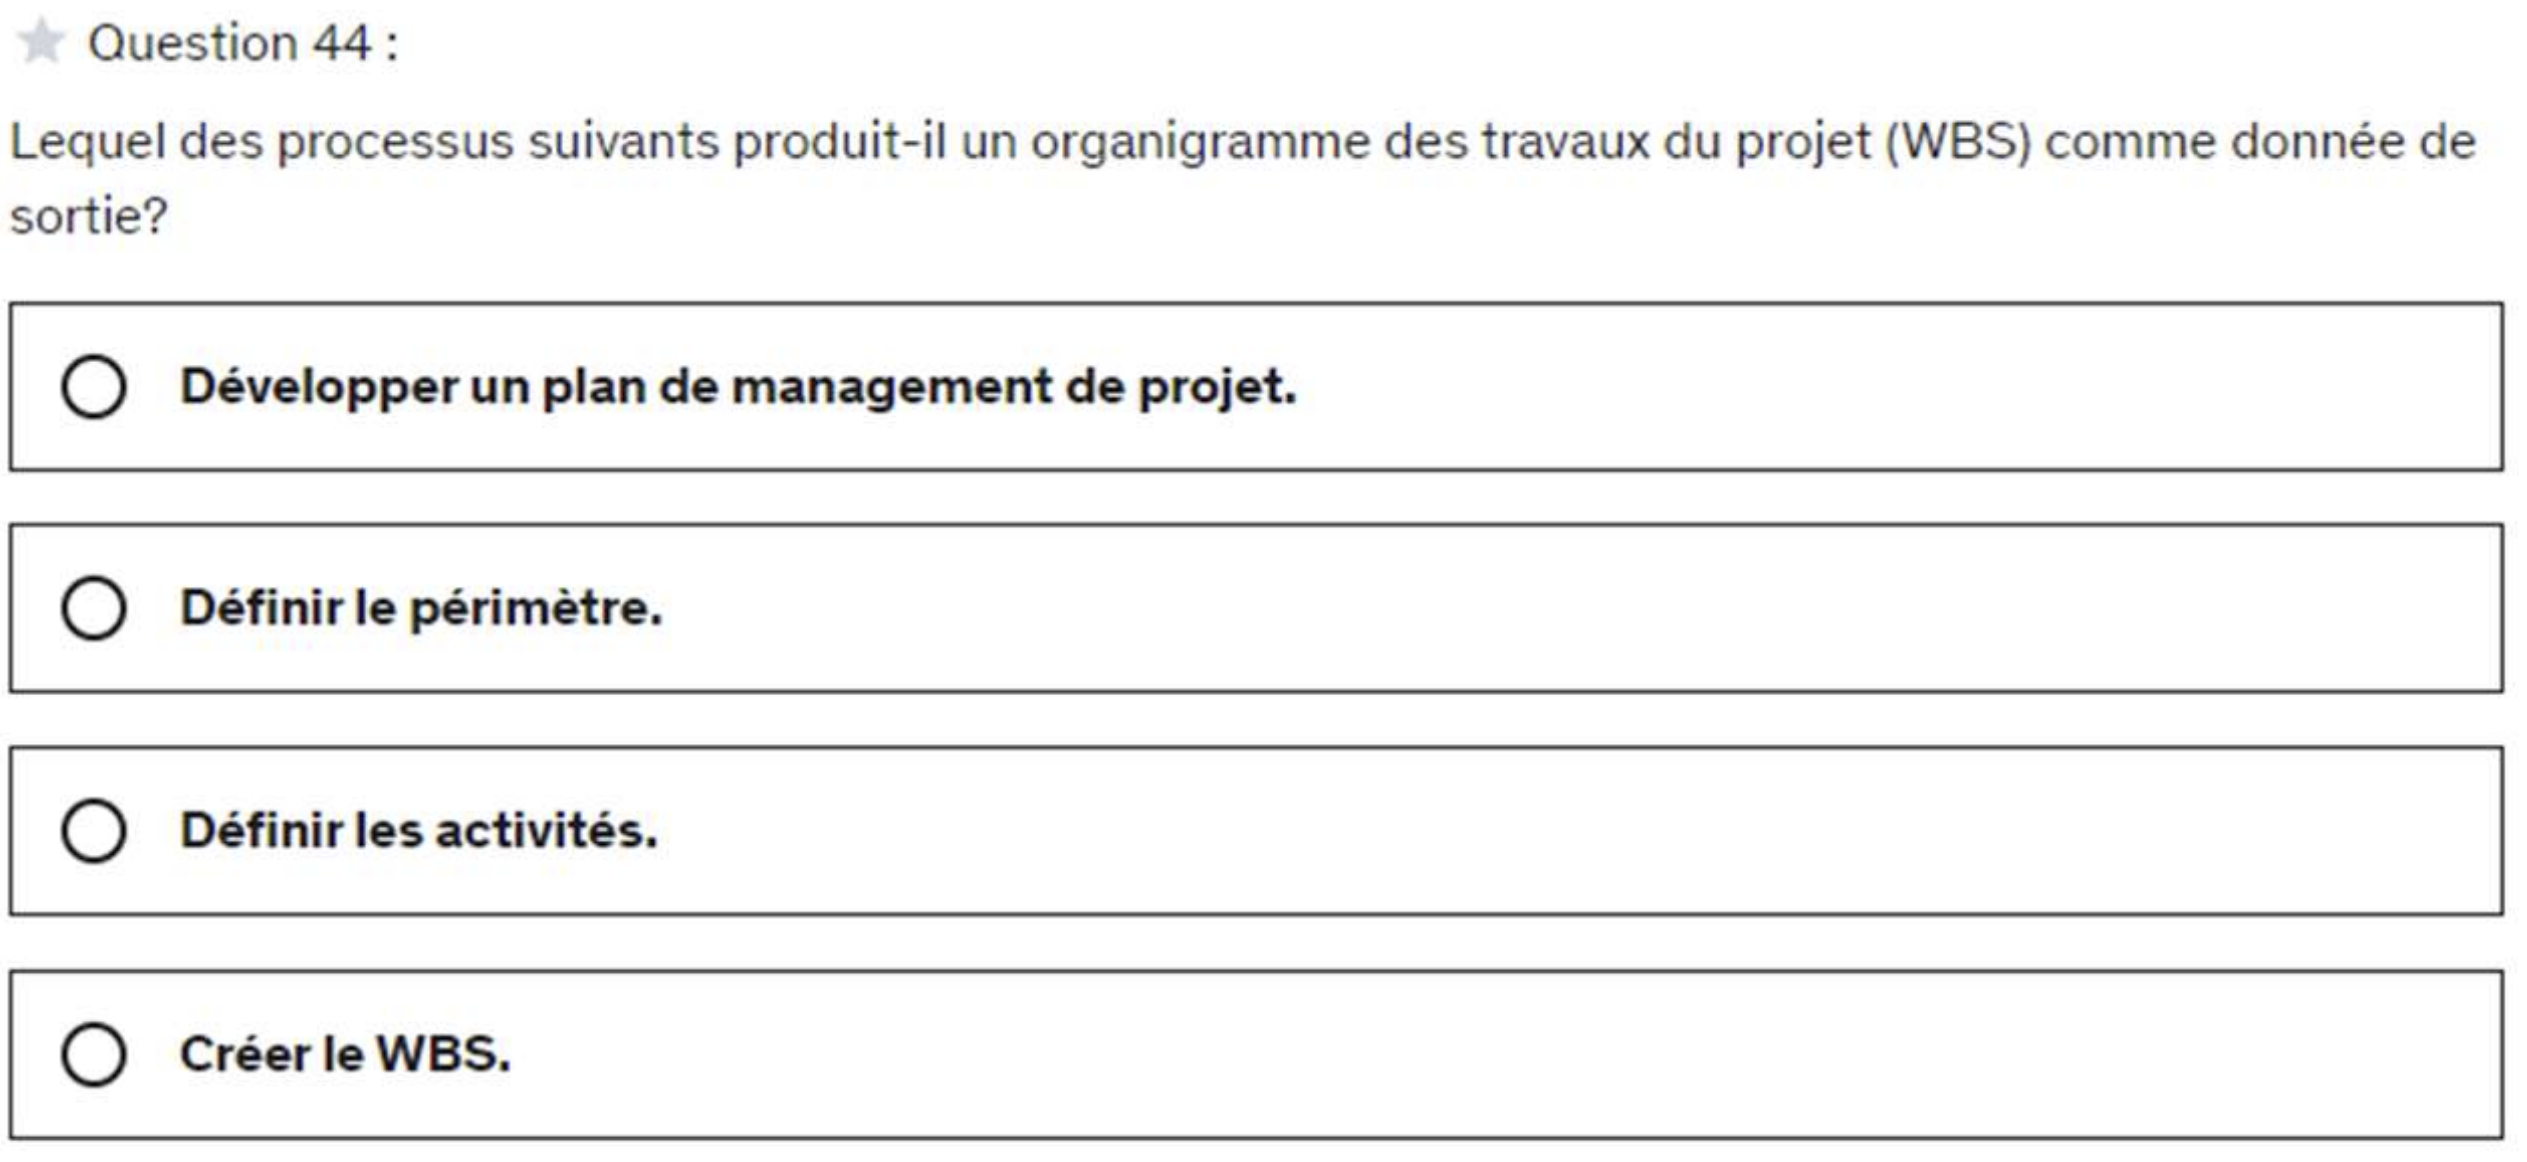 Question 44 :
Lequel des processus suivants produit-il un organigramme des travaux du projet (WBS) comme donnée de
sortie?
Développer un plan de management de projet.
Définir le périmètre.
Définir les activités.
Créer le WBS.